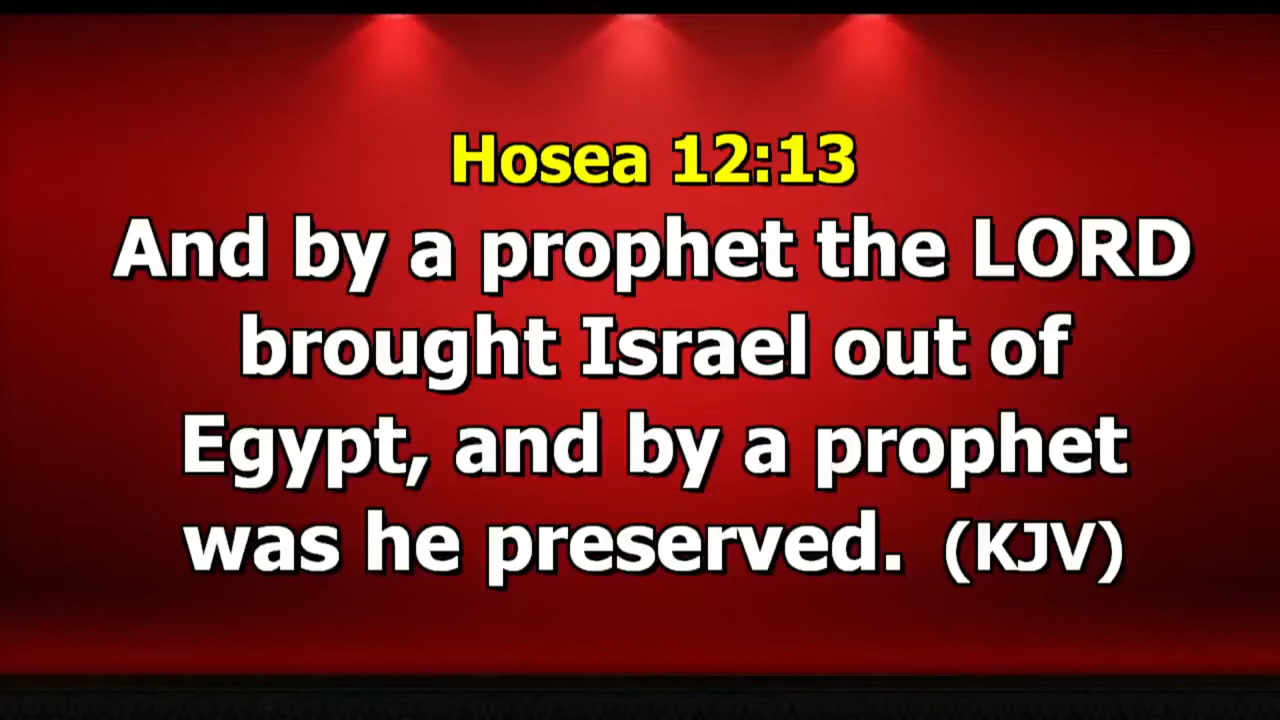 Hosea 12:13
And by a prophet the LORD
brought Israel out of
Egypt, and by a prophet
was he preserved. (KJV)